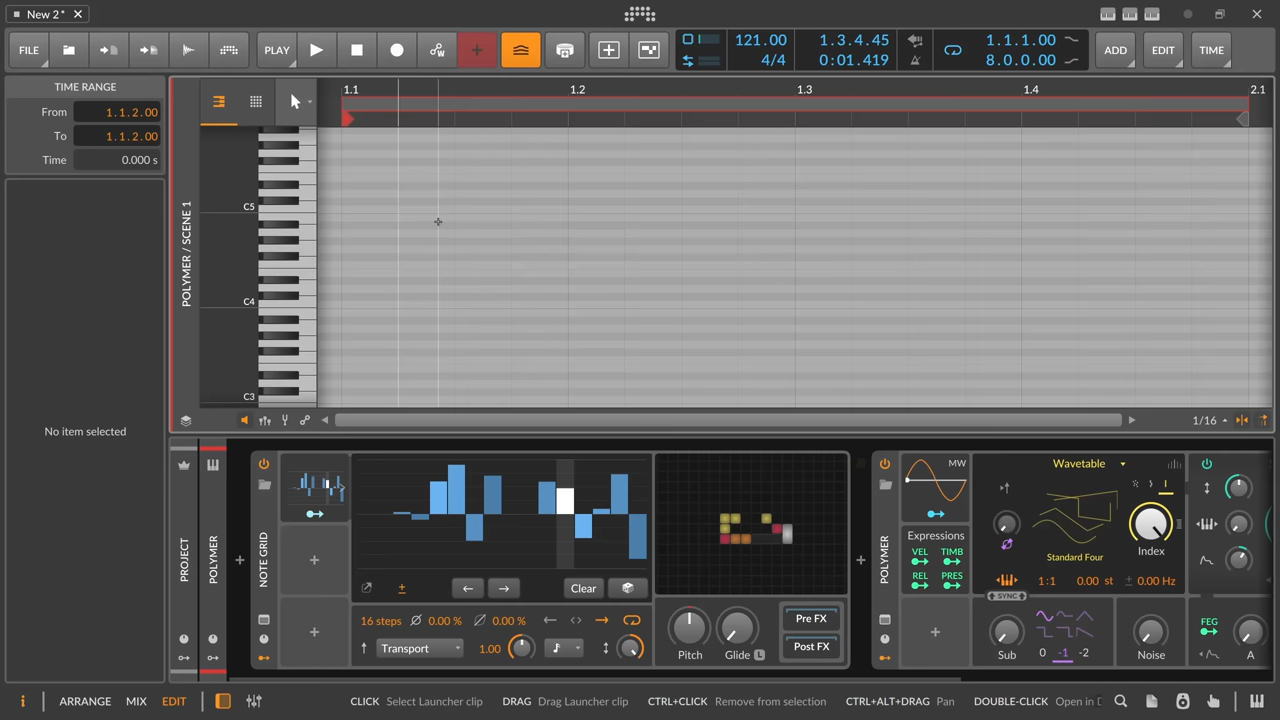 New 2*
FILE
PLAY
121.00
4/4
1.3.4.45
0:01.419
1.1.1.00
8.0.0.00
ADD
EDIT
TIME
TIME RANGE
From 1.1.2.00
To 1.1.2.00
Time 0.000 s
No item selected
POLYMER / SCENE 1
1.1 1.2 1.3 1.4 2.1
C5
C4
C3
1/16
PROJECT
POLYMER
NOTE GRID
Clear
16 steps 0.00 % 0.00 %
Transport 1.00
Pitch
Glide L
Pre FX
Post FX
POLYMER
MW
Expressions
VEL TIMB
REL PRES
Wavetable
Index
Standard Four
1:1 0.00 st ± 0.00 Hz
SYNC
Sub
0 -1 -2
Noise
FEG
A
ARRANGE MIX EDIT
CLICK Select Launcher clip DRAG Drag Launcher clip CTRL+CLICK Remove from selection CTRL+ALT+DRAG Pan DOUBLE-CLICK Open in